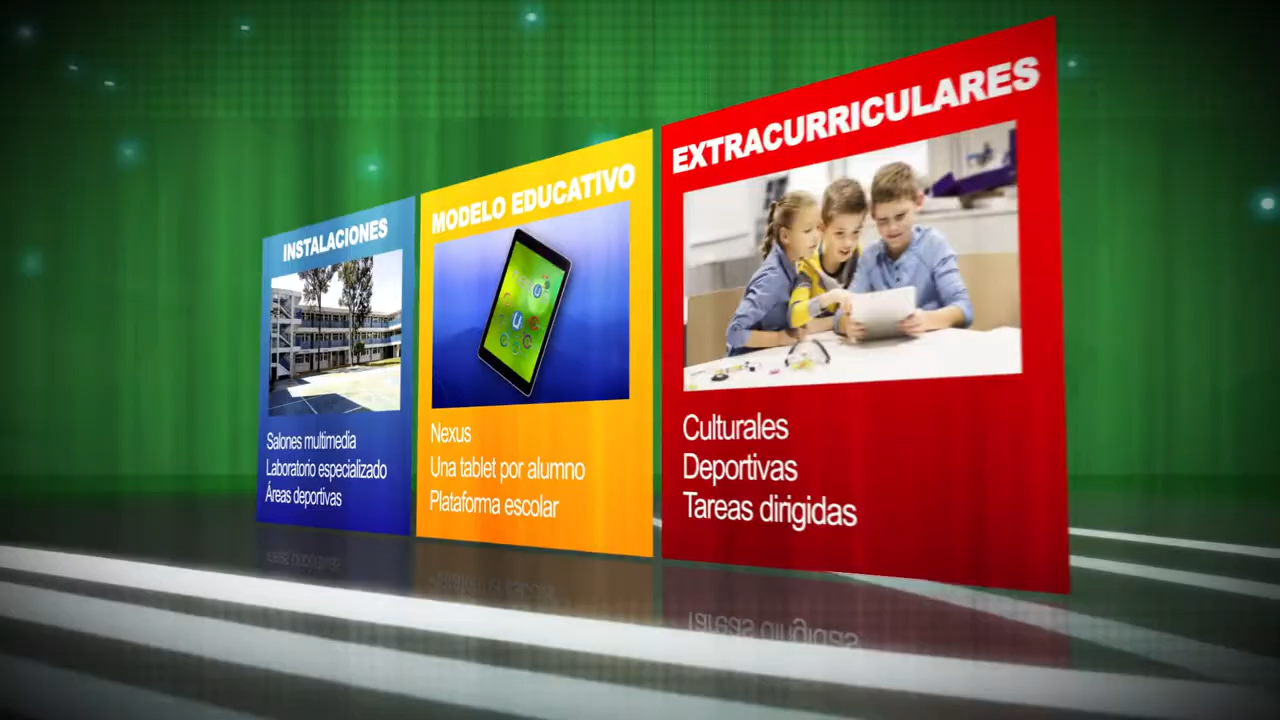 INSTALACIONES
Salones multimedia
Laboratorio especializado
Áreas deportivas
MODELO EDUCATIVO
Nexus
Una tablet por alumno
Plataforma escolar
EXTRACURRICULARES
Culturales
Deportivas
Tareas dirigidas